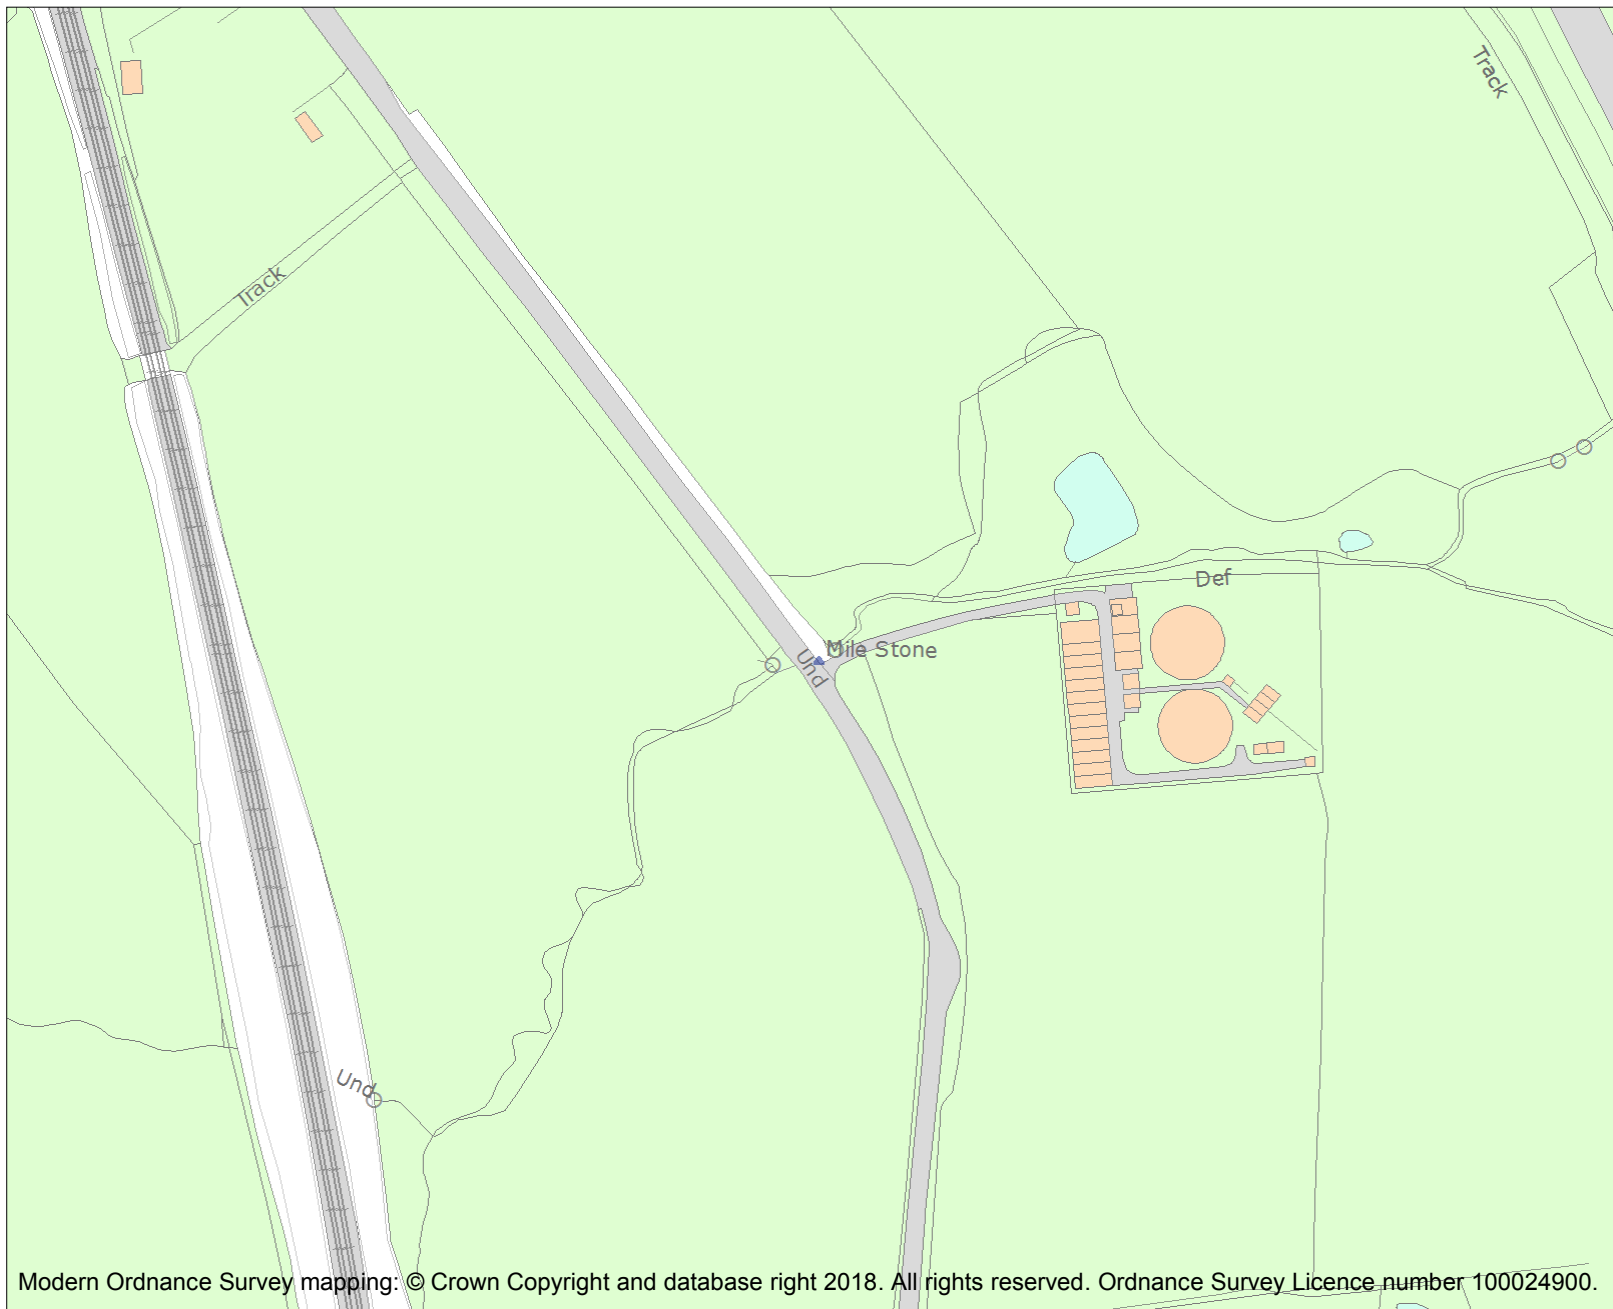 Track
Track
Def
Mile Stone
Und
Und
Modern Ordnance Survey mapping: © Crown Copyright and database right 2018. All rights reserved. Ordnance Survey Licence number 100024900.